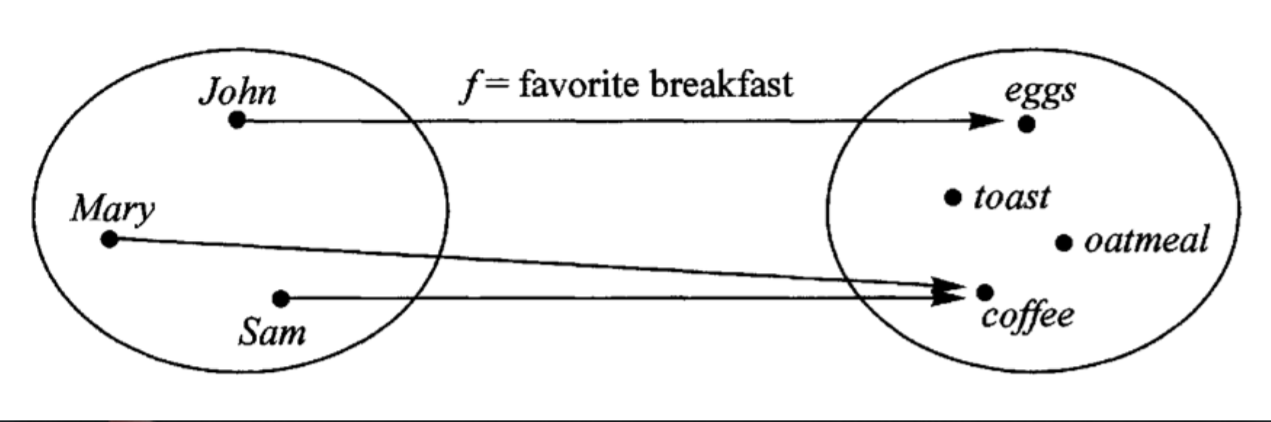 John
f = favorite breakfast
eggs
Mary
toast
oatmeal
Sam
coffee